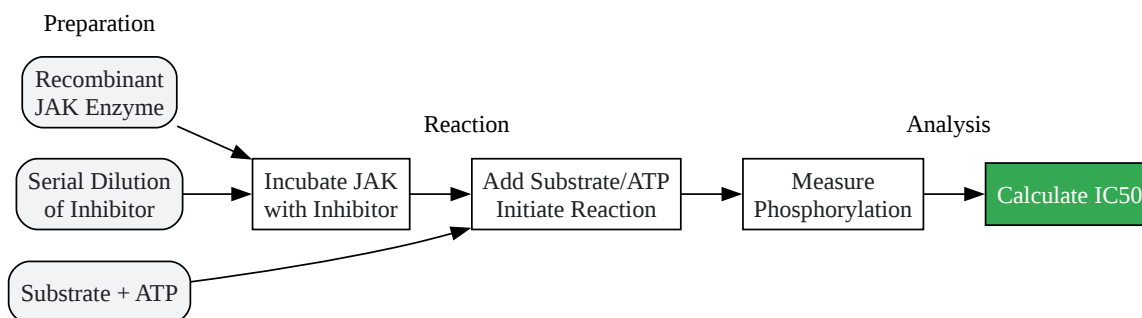 Preparation
Recombinant
JAK Enzyme
Serial Dilution
of Inhibitor
Substrate + ATP
Reaction
Incubate JAK
with Inhibitor
Add Substrate/ATP
Initiate Reaction
Analysis
Measure
Phosphorylation
Calculate IC50